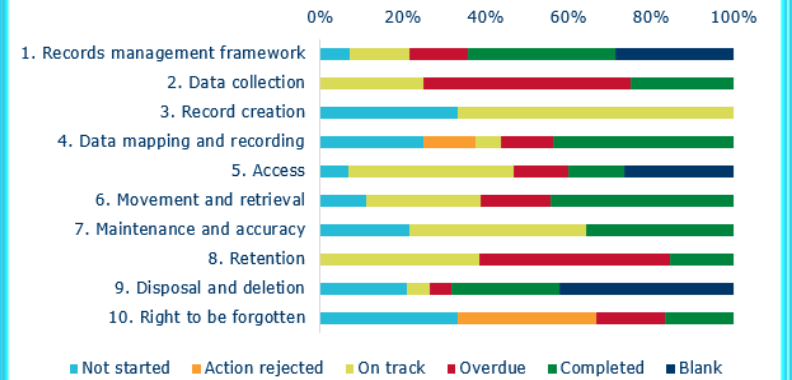 0% 20% 40% 60% 80% 100%
1. Records management framework
2. Data collection
3. Record creation
4. Data mapping and recording
5. Access
6. Movement and retrieval
7. Maintenance and accuracy
8. Retention
9. Disposal and deletion
10. Right to be forgotten
Not started Action rejected On track Overdue Completed Blank